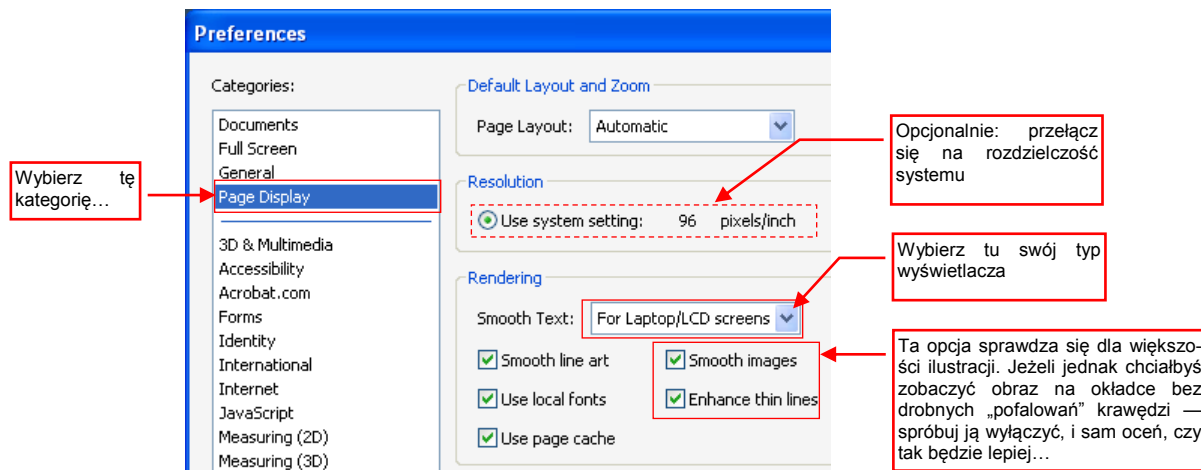 Preferences
Categories:
Documents
Full Screen
General
Page Display
3D & Multimedia
Accessibility
Acrobat.com
Forms
Identity
International
Internet
JavaScript
Measuring (2D)
Measuring (3D)
Default Layout and Zoom
Page Layout: Automatic
Resolution
Use system setting: 96 pixels/inch
Rendering
Smooth Text: For Laptop/LCD screens
Smooth line art Smooth images
Use local fonts Enhance thin lines
Use page cache
Wybierz tę
kategorię…
Opcjonalnie: przełącz
się na rozdzielczość
systemu
Wybierz tu swój typ
wyświetlacza
Ta opcja sprawdza się dla większo-
ści ilustracji. Jeżeli jednak chciałbyś
zobaczyć obraz na okładce bez
drobnych „pofalowań” krawędzi —
spróbuj ją wyłączyć, i sam oceń, czy
tak będzie lepiej…